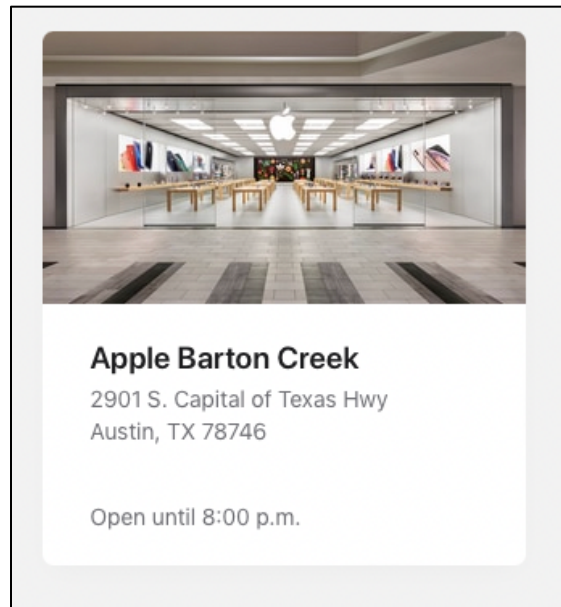 Apple Barton Creek
2901 S. Capital of Texas Hwy
Austin, TX 78746
Open until 8:00 p.m.